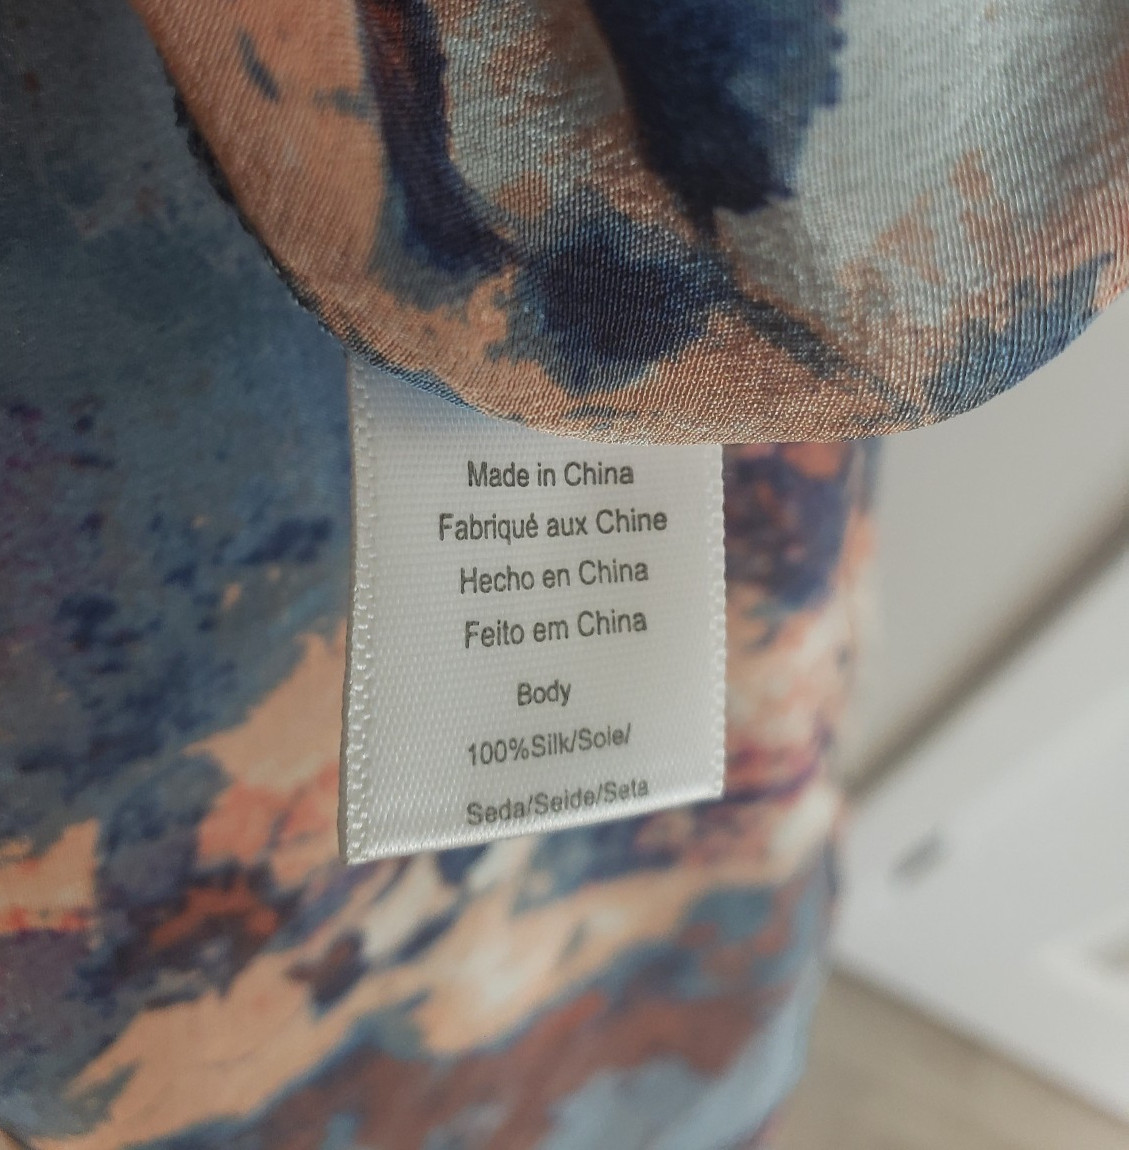 Made in China
Fabriqué aux Chine
Hecho en China
Feito em China
Body
100%Silk/Soie/
Seda/Seide/Seta